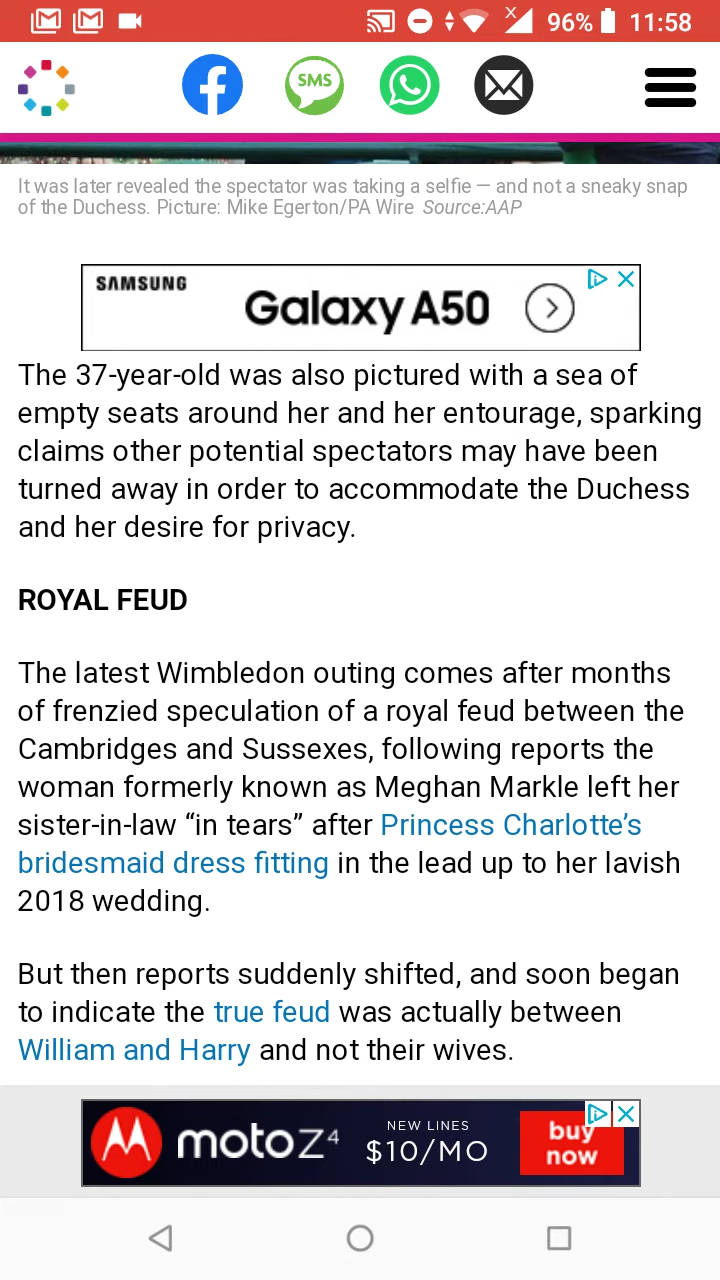 96% 11:58
SMS
It was later revealed the spectator was taking a selfie — and not a sneaky snap
of the Duchess. Picture: Mike Egerton/PA Wire Source:AAP
SAMSUNG
Galaxy A50
The 37-year-old was also pictured with a sea of
empty seats around her and her entourage, sparking
claims other potential spectators may have been
turned away in order to accommodate the Duchess
and her desire for privacy.
ROYAL FEUD
The latest Wimbledon outing comes after months
of frenzied speculation of a royal feud between the
Cambridges and Sussexes, following reports the
woman formerly known as Meghan Markle left her
sister-in-law “in tears” after Princess Charlotte’s
bridesmaid dress fitting in the lead up to her lavish
2018 wedding.
But then reports suddenly shifted, and soon began
to indicate the true feud was actually between
William and Harry and not their wives.
moto z4
NEW LINES
$10/MO
buy
now